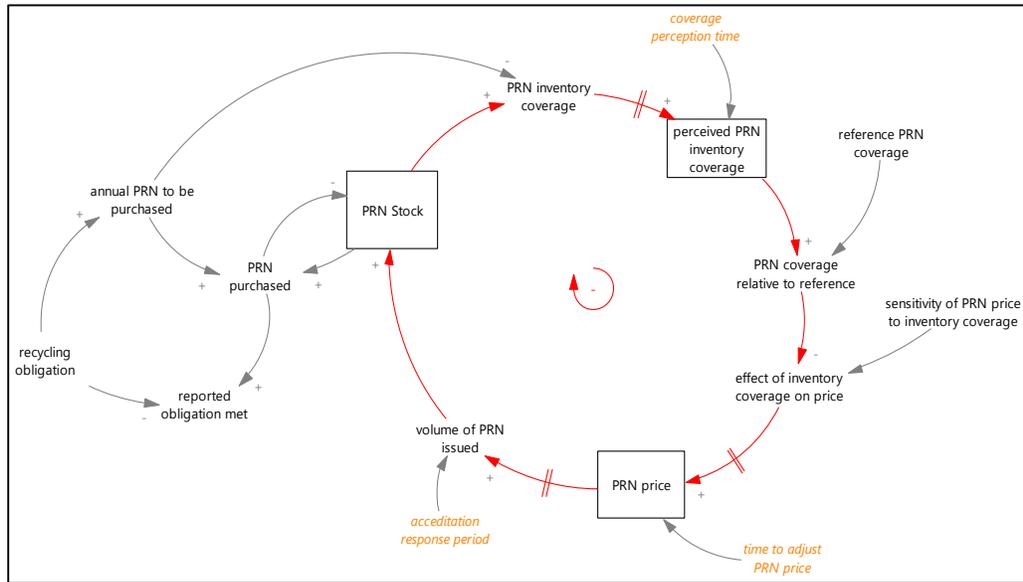 coverage
perception time
-
PRN inventory
coverage
+
+
perceived PRN
inventory
coverage
reference PRN
coverage
annual PRN to be
purchased
+
-
PRN Stock
+
PRN
purchased
+
+
+
PRN coverage
relative to reference
-
sensitivity of PRN price
to inventory coverage
-
effect of inventory
coverage on price
recycling
obligation
-
reported
obligation met
+
volume of PRN
issued
+
PRN price
+
acceditation
response period
time to adjust
PRN price